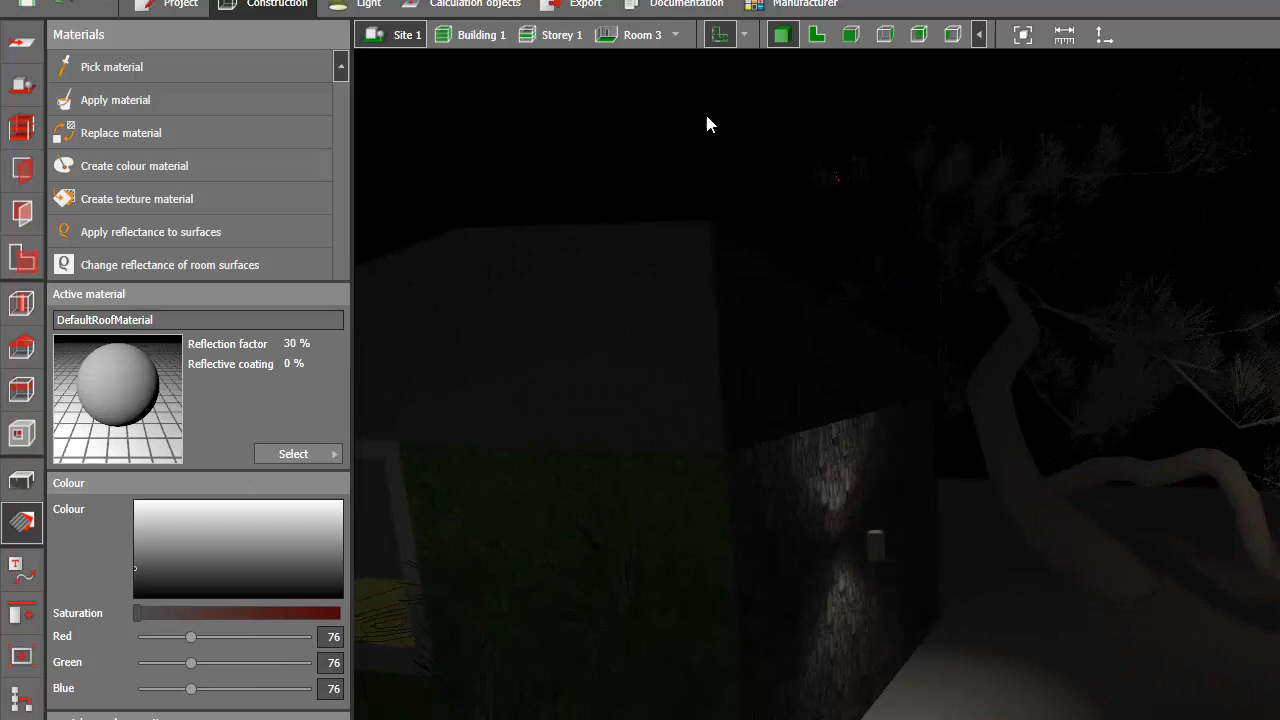 Project Construction Light Calculation objects Export Documentation Manufacturer
Materials
Site 1 Building 1 Storey 1 Room 3
Pick material
Apply material
Replace material
Create colour material
Create texture material
Apply reflectance to surfaces
Change reflectance of room surfaces
Active material
DefaultRoofMaterial
Reflection factor 30 %
Reflective coating 0 %
Select
Colour
Colour
Saturation
Red 76
Green 76
Blue 76